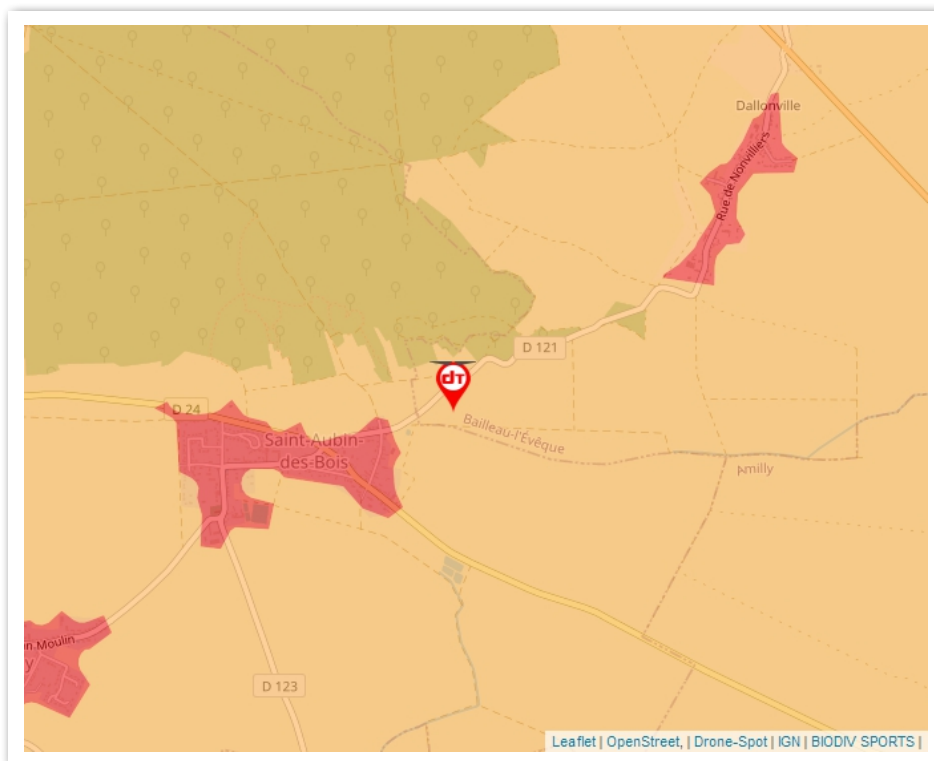 Dallonville
Rue de Nonvilliers
D 121
dT
D 24
Bailleau-l'Évêque
Saint-Aubin-
des-Bois
Amilly
n Moulin
y
D 123
Leaflet | OpenStreet, | Drone-Spot | IGN | BIODIV SPORTS |